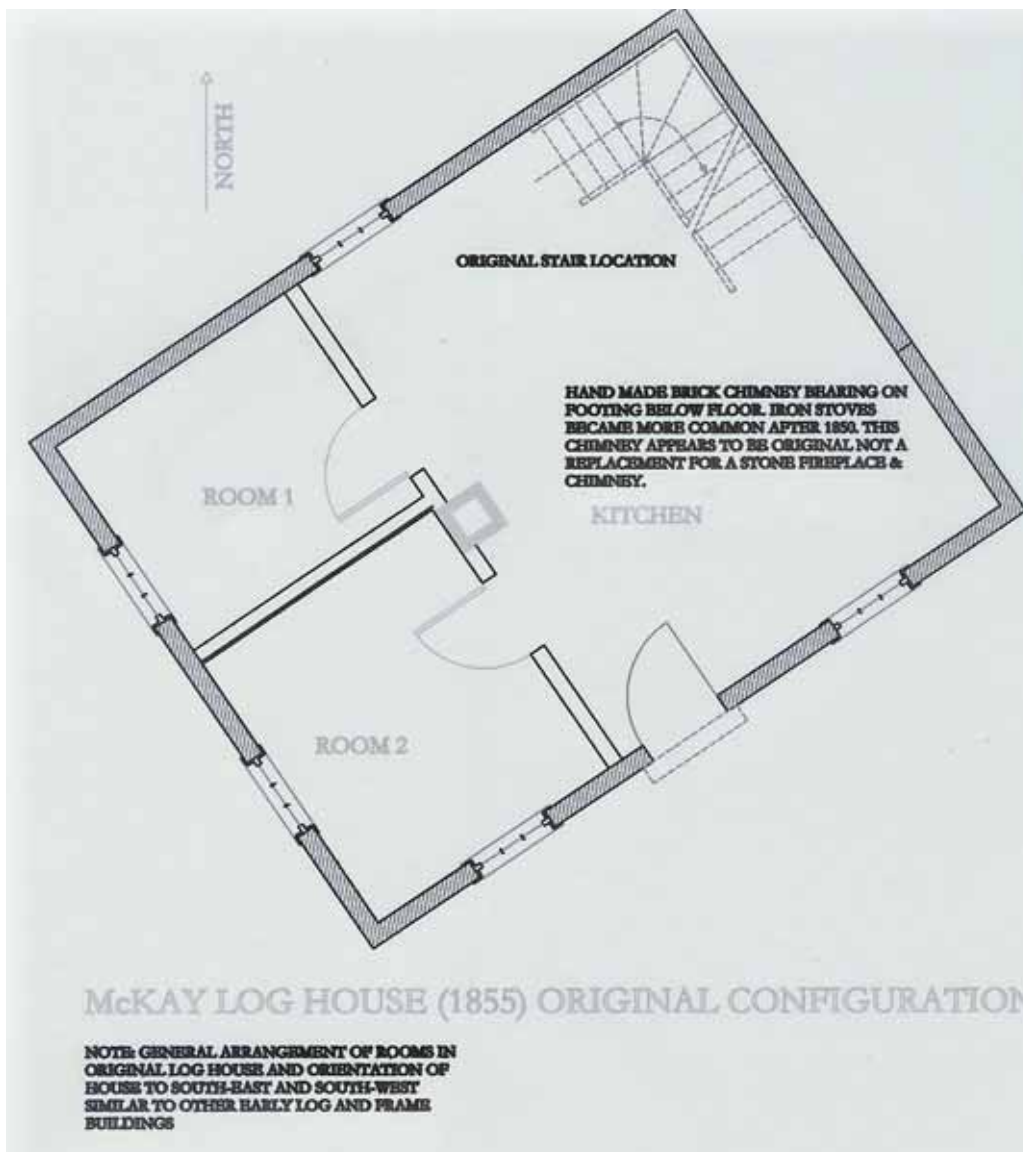 NORTH
ORIGINAL STAIR LOCATION
HAND MADE BRICK CHIMNEY BEARING ON
FOOTING BELOW FLOOR. IRON STOVES
BECAME MORE COMMON AFTER 1850. THIS
CHIMNEY APPEARS TO BE ORIGINAL NOT A
REPLACEMENT FOR A STONE FIREPLACE &
CHIMNEY.
ROOM 1
KITCHEN
ROOM 2
McKAY LOG HOUSE (1855) ORIGINAL CONFIGURATION
NOTE: GENERAL ARRANGEMENT OF ROOMS IN
ORIGINAL LOG HOUSE AND ORIENTATION OF
HOUSE TO SOUTH-EAST AND SOUTH-WEST
SIMILAR TO OTHER EARLY LOG AND FRAME
BUILDINGS